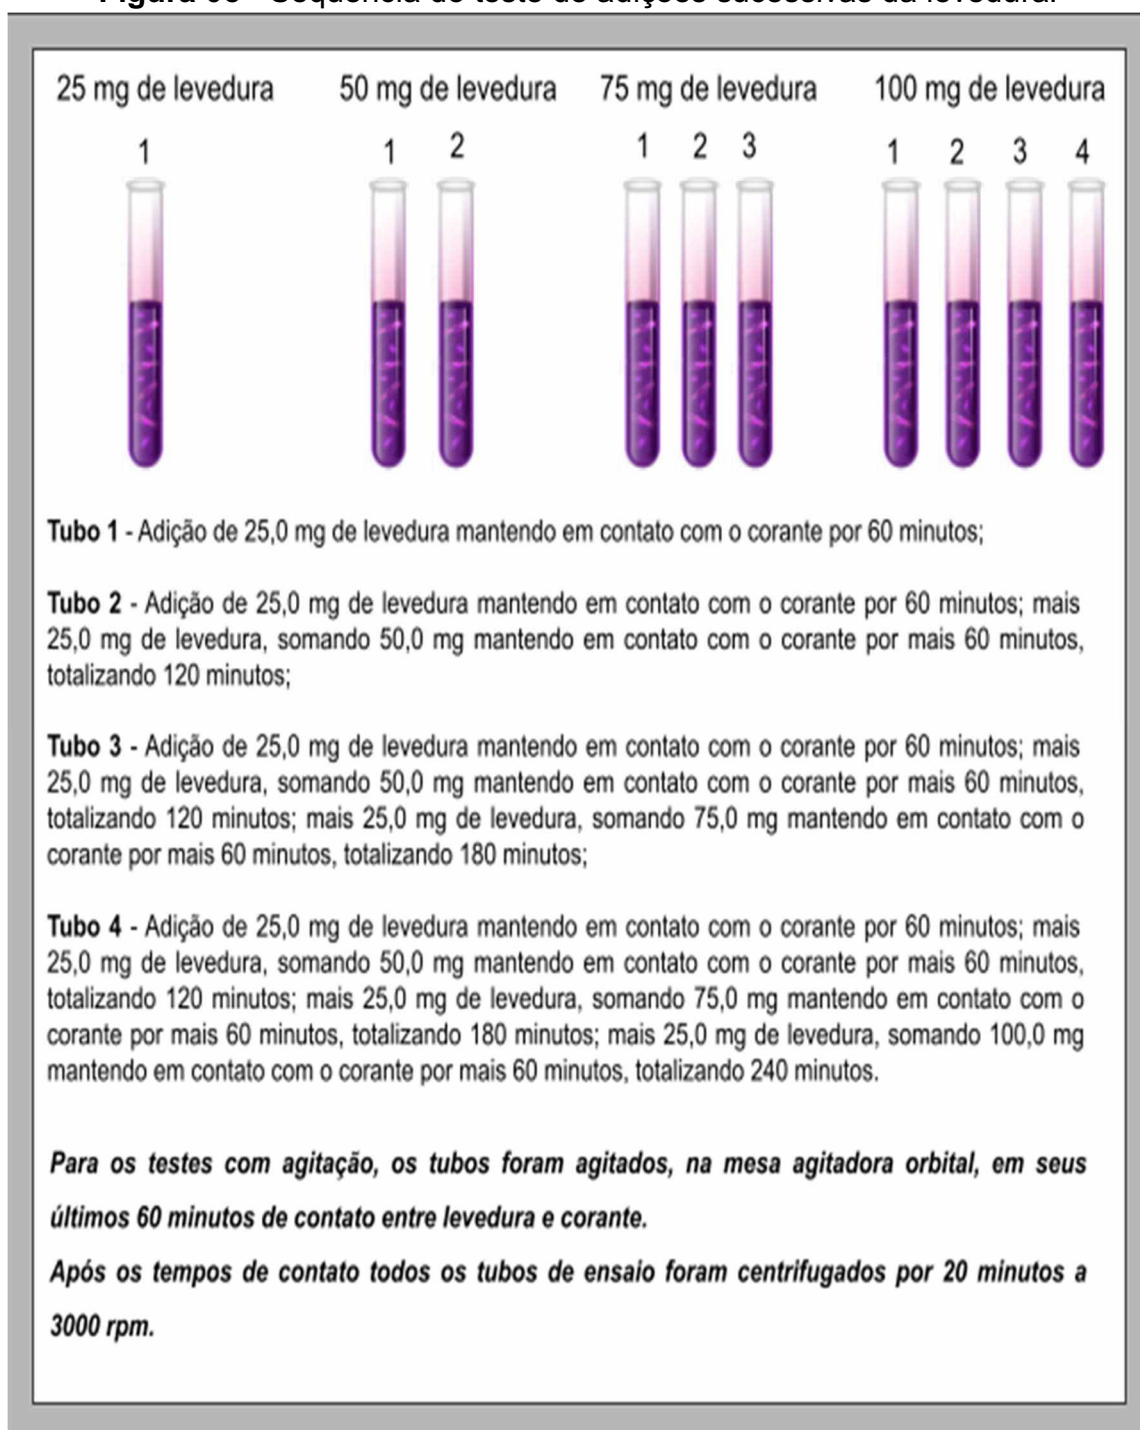 25 mg de levedura 50 mg de levedura 75 mg de levedura 100 mg de levedura
1 1 2 1 2 3 1 2 3 4
Tubo 1 - Adição de 25,0 mg de levedura mantendo em contato com o corante por 60 minutos;
Tubo 2 - Adição de 25,0 mg de levedura mantendo em contato com o corante por 60 minutos; mais
25,0 mg de levedura, somando 50,0 mg mantendo em contato com o corante por mais 60 minutos,
totalizando 120 minutos;
Tubo 3 - Adição de 25,0 mg de levedura mantendo em contato com o corante por 60 minutos; mais
25,0 mg de levedura, somando 50,0 mg mantendo em contato com o corante por mais 60 minutos,
totalizando 120 minutos; mais 25,0 mg de levedura, somando 75,0 mg mantendo em contato com o
corante por mais 60 minutos, totalizando 180 minutos;
Tubo 4 - Adição de 25,0 mg de levedura mantendo em contato com o corante por 60 minutos; mais
25,0 mg de levedura, somando 50,0 mg mantendo em contato com o corante por mais 60 minutos,
totalizando 120 minutos; mais 25,0 mg de levedura, somando 75,0 mg mantendo em contato com o
corante por mais 60 minutos, totalizando 180 minutos; mais 25,0 mg de levedura, somando 100,0 mg
mantendo em contato com o corante por mais 60 minutos, totalizando 240 minutos.
Para os testes com agitação, os tubos foram agitados, na mesa agitadora orbital, em seus
últimos 60 minutos de contato entre levedura e corante.
Após os tempos de contato todos os tubos de ensaio foram centrifugados por 20 minutos a
3000 rpm.